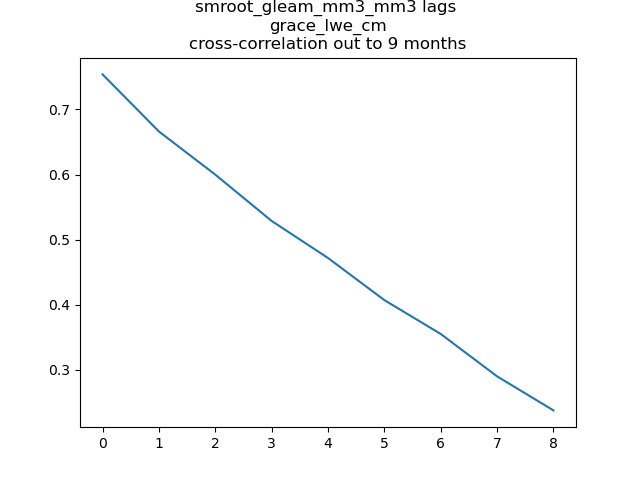 smroot_gleam_mm3_mm3 lags
grace_lwe_cm
cross-correlation out to 9 months
0.7
0.6
0.5
0.4
0.3
0 1 2 3 4 5 6 7 8